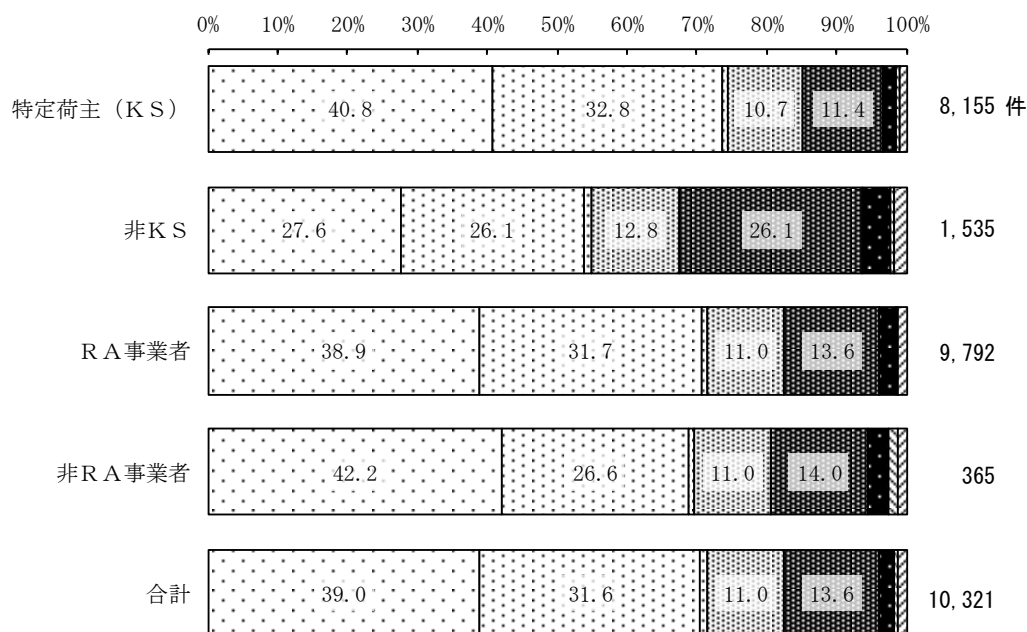 0% 10% 20% 30% 40% 50% 60% 70% 80% 90% 100%
特定荷主（ＫＳ） 40.8 32.8 10.7 11.4 8,155 件
非ＫＳ 27.6 26.1 12.8 26.1 1,535
ＲＡ事業者 38.9 31.7 11.0 13.6 9,792
非ＲＡ事業者 42.2 26.6 11.0 14.0 365
合計 39.0 31.6 11.0 13.6 10,321